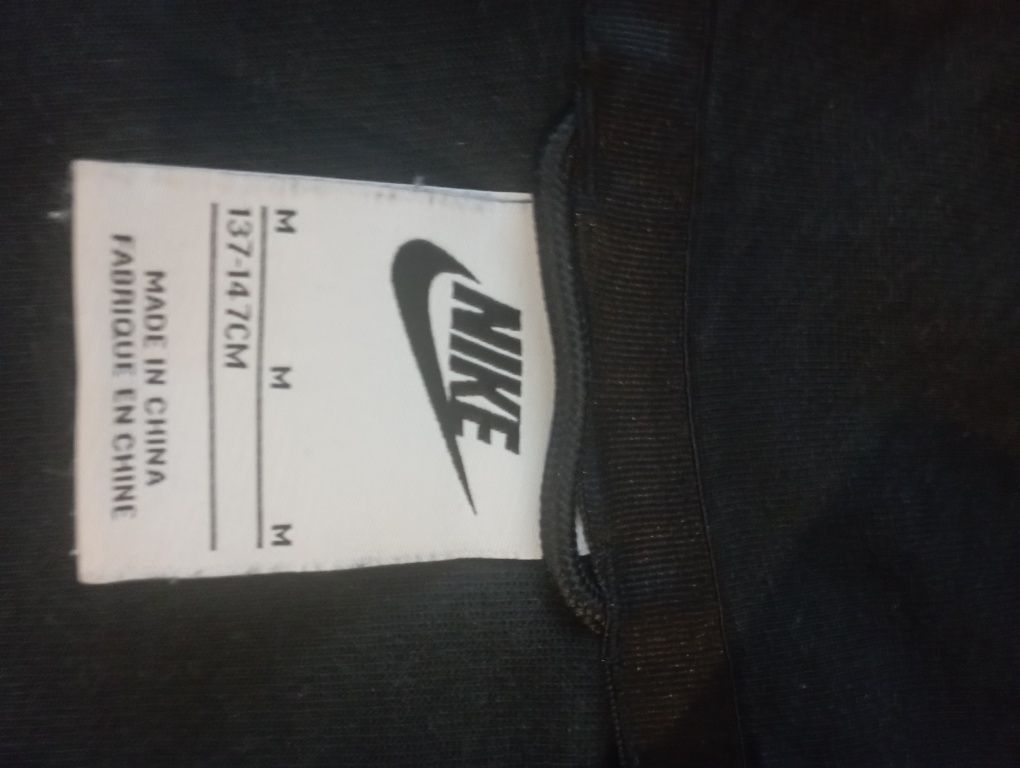 NIKE
M M M
137-147CM
MADE IN CHINA
FABRIQUE EN CHINE